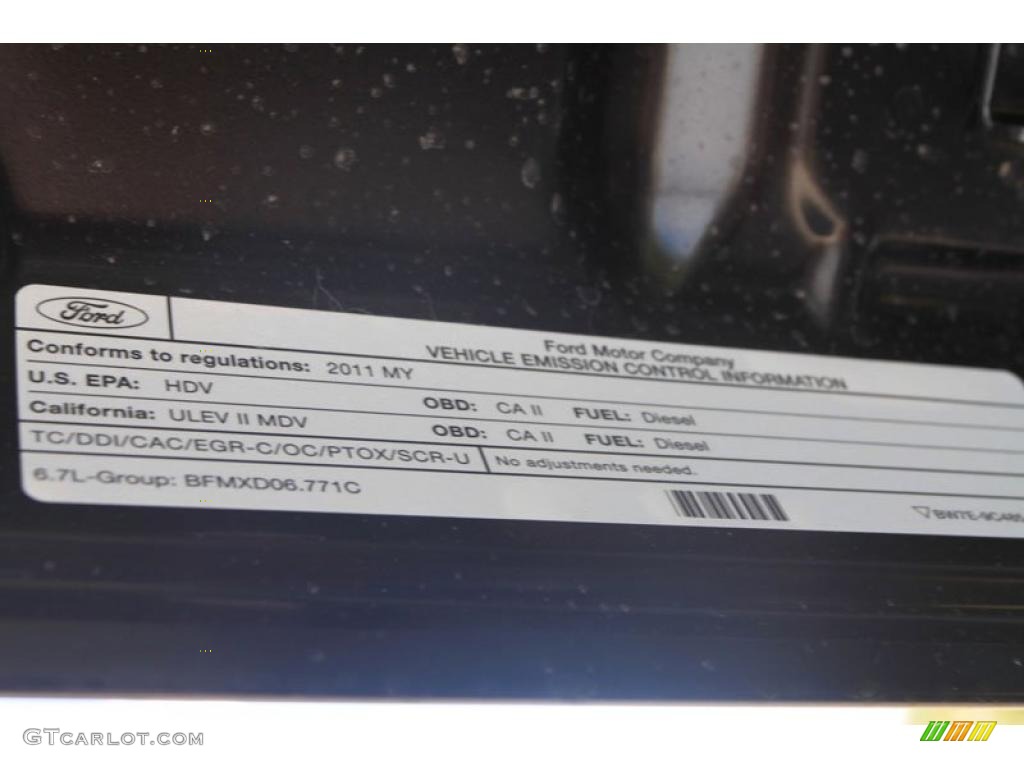 Ford
Ford Motor Company
VEHICLE EMISSION CONTROL INFORMATION
Conforms to regulations: 2011 MY
U.S. EPA: HDV OBD: CA II FUEL: Diesel
California: ULEV II MDV OBD: CA II FUEL: Diesel
TC/DDI/CAC/EGR-C/OC/PTOX/SCR-U No adjustments needed.
6.7L-Group: BFMXD06.771C
BW7E-9C485
GTCARLOT.COM